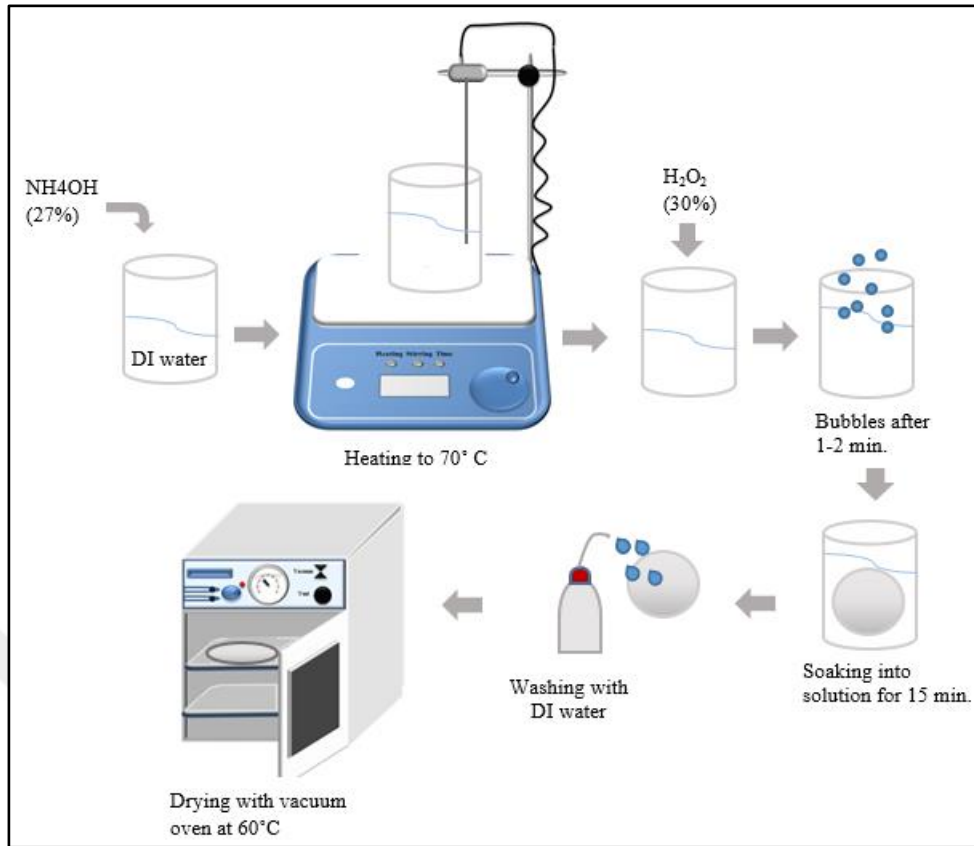 NH4OH
(27%)
DI water
Heating Stirring Time
Heating to 70° C
H₂O₂
(30%)
Bubbles after
1-2 min.
Soaking into
solution for 15 min.
Washing with
DI water
Vacuum
Drying with vacuum
oven at 60°C